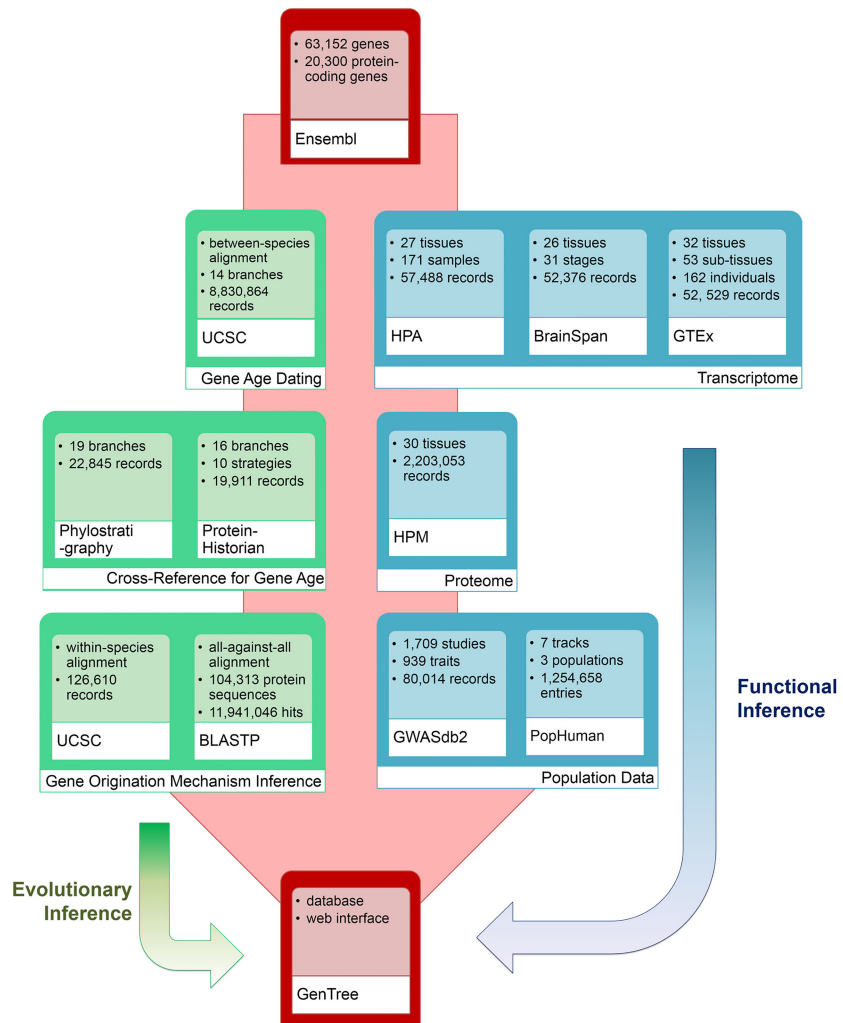 • 63,152 genes
• 20,300 protein-
coding genes
Ensembl
• between-species
alignment
• 14 branches
• 8,830,864
records
UCSC
Gene Age Dating
• 27 tissues
• 171 samples
• 57,488 records
HPA
• 26 tissues
• 31 stages
• 52,376 records
BrainSpan
• 32 tissues
• 53 sub-tissues
• 162 individuals
• 52, 529 records
GTEx
Transcriptome
• 19 branches
• 22,845 records
Phylostrati
-graphy
• 16 branches
• 10 strategies
• 19,911 records
Protein-
Historian
Cross-Reference for Gene Age
• 30 tissues
• 2,203,053
records
HPM
Proteome
• within-species
alignment
• 126,610
records
UCSC
• all-against-all
alignment
• 104,313 protein
sequences
• 11,941,046 hits
BLASTP
Gene Origination Mechanism Inference
• 1,709 studies
• 939 traits
• 80,014 records
GWASdb2
• 7 tracks
• 3 populations
• 1,254,658
entries
PopHuman
Population Data
Functional
Inference
Evolutionary
Inference
• database
• web interface
GenTree